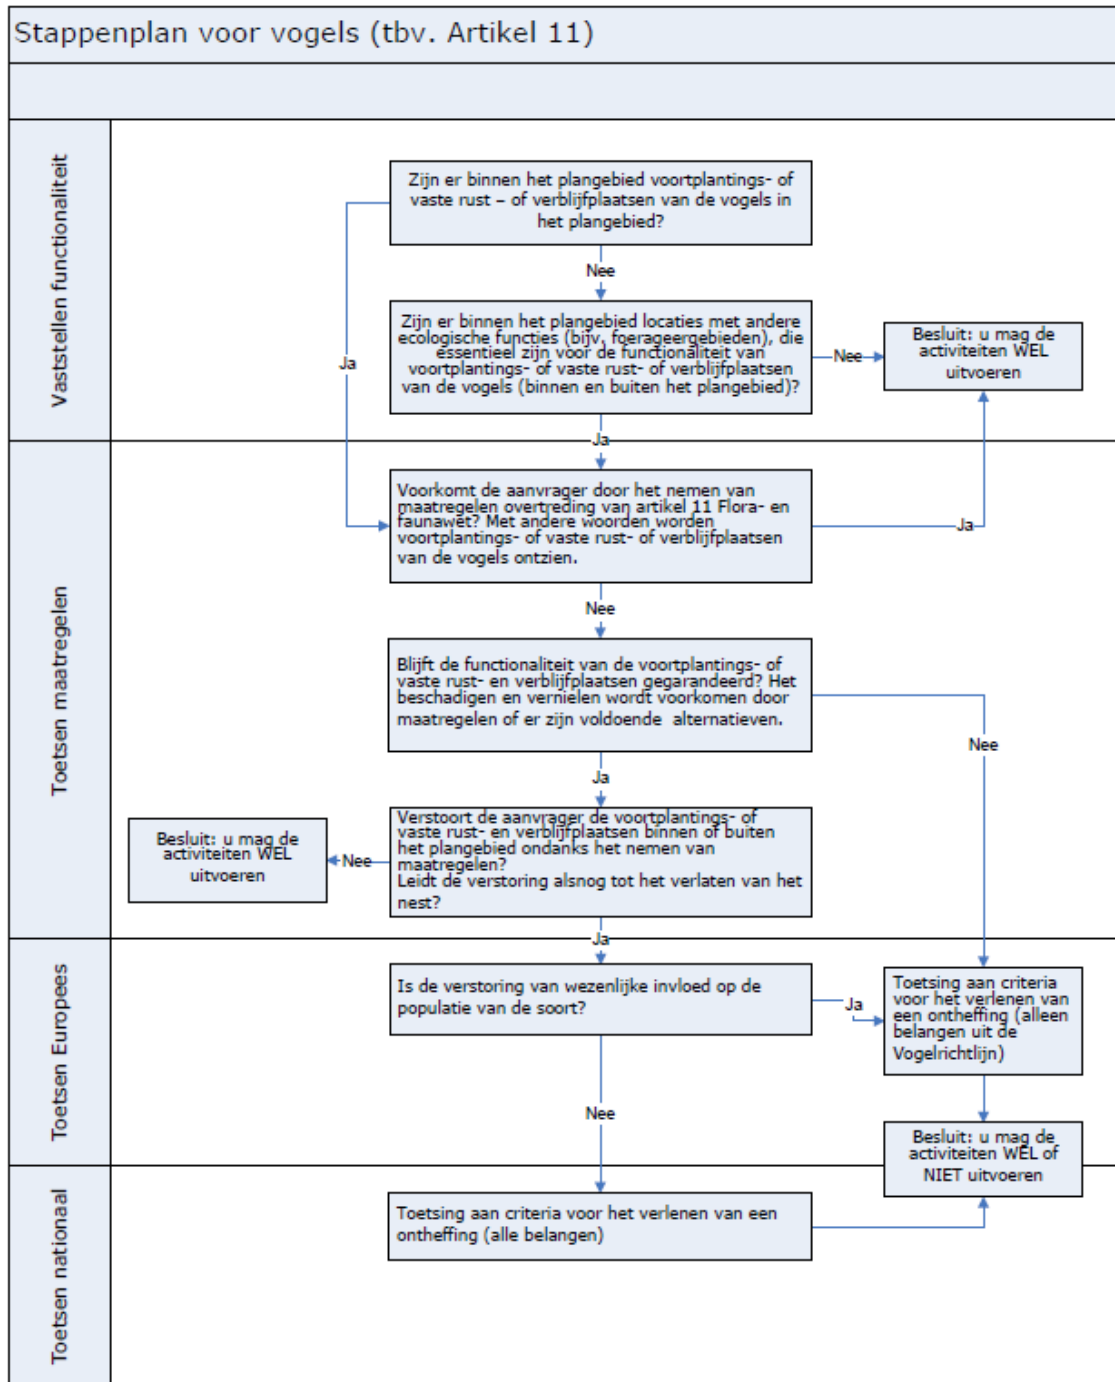 Stappenplan voor vogels (tbv. Artikel 11)
Vaststellen functionaliteit
Zijn er binnen het plangebied voortplantings- of
vaste rust – of verblijfplaatsen van de vogels in
het plangebied?
Nee
Ja
Zijn er binnen het plangebied locaties met andere
ecologische functies (bijv. foerageergebieden), die
essentieel zijn voor de functionaliteit van
voortplantings- of vaste rust- of verblijfplaatsen
van de vogels (binnen en buiten het plangebied)?
Nee
Besluit: u mag de
activiteiten WEL
uitvoeren
Ja
Toetsen maatregelen
Voorkomt de aanvrager door het nemen van
maatregelen overtreding van artikel 11 Flora- en
faunawet? Met andere woorden worden
voortplantings- of vaste rust- of verblijfplaatsen
van de vogels ontzien.
Ja
Nee
Blijft de functionaliteit van de voortplantings- of
vaste rust- en verblijfplaatsen gegarandeerd? Het
beschadigen en vernielen wordt voorkomen door
maatregelen of er zijn voldoende alternatieven.
Nee
Ja
Verstoort de aanvrager de voortplantings- of
vaste rust- en verblijfplaatsen binnen of buiten
het plangebied ondanks het nemen van
maatregelen?
Leidt de verstoring alsnog tot het verlaten van het
nest?
Nee
Besluit: u mag de
activiteiten WEL
uitvoeren
Ja
Toetsen Europees
Is de verstoring van wezenlijke invloed op de
populatie van de soort?
Ja
Toetsing aan criteria
voor het verlenen van
een ontheffing (alleen
belangen uit de
Vogelrichtlijn)
Nee
Besluit: u mag de
activiteiten WEL of
NIET uitvoeren
Toetsen nationaal
Toetsing aan criteria voor het verlenen van een
ontheffing (alle belangen)